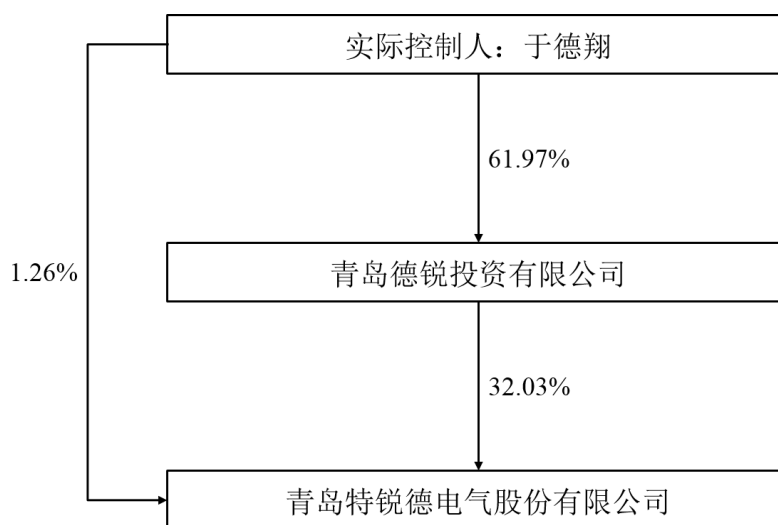 实际控制人：于德翔
61.97%
青岛德锐投资有限公司
1.26%
32.03%
青岛特锐德电气股份有限公司